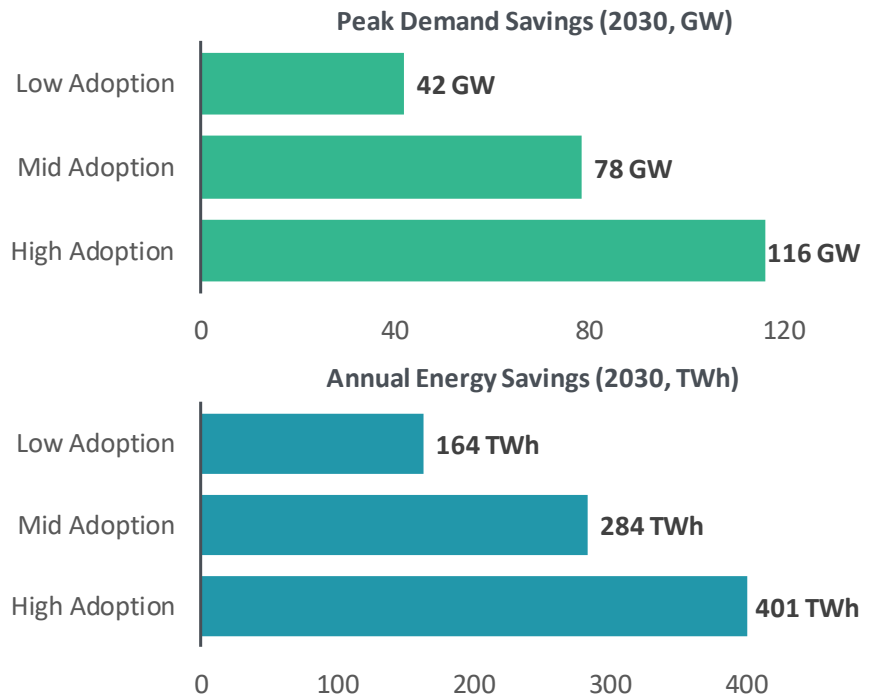 Peak Demand Savings (2030, GW)
Low Adoption 42 GW
Mid Adoption 78 GW
High Adoption 116 GW
0 40 80 120
Annual Energy Savings (2030, TWh)
Low Adoption 164 TWh
Mid Adoption 284 TWh
High Adoption 401 TWh
0 100 200 300 400